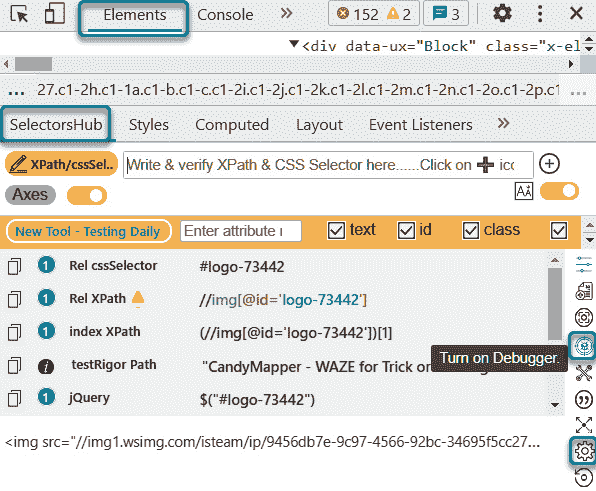 Elements Console » 152 2 3
▼<div data-ux="Block" class="x-el
... 27.c1-2h.c1-1a.c1-b.c1-c.c1-2i.c1-2j.c1-2k.c1-2l.c1-2m.c1-2n.c1-2o.c1-2p.c1 ...
SelectorsHub Styles Computed Layout Event Listeners »
XPath/cssSel.. Write & verify XPath & CSS Selector here......Click on ➕ ico
Axes
New Tool - Testing Daily Enter attribute text id class
1 Rel cssSelector #logo-73442
1 Rel XPath //img[@id='logo-73442']
1 index XPath (//img[@id='logo-73442'])[1]
i testRigor Path "CandyMapper - WAZE for Trick or
Turn on Debugger.
1 jQuery $("#logo-73442")
<img src="//img1.wsimg.com/isteam/ip/9456db7e-9c97-4566-92bc-34695f5cc27...